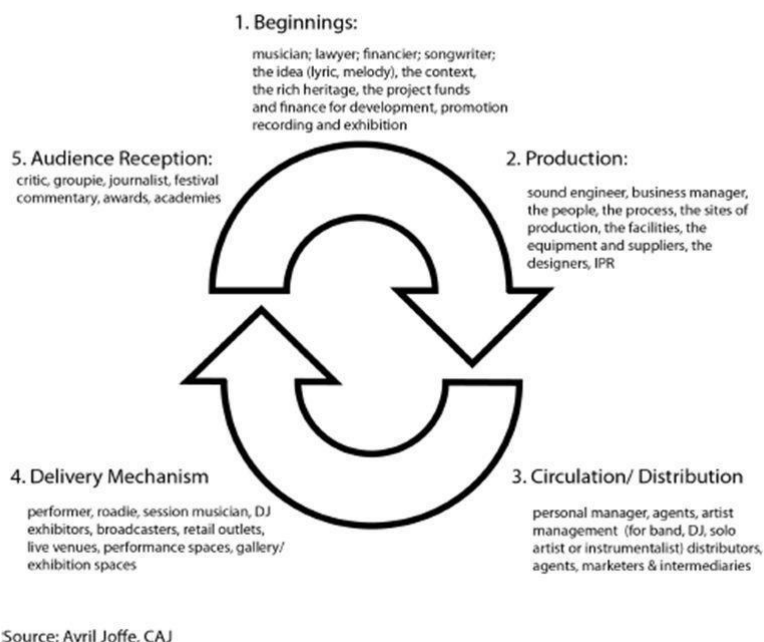 1. Beginnings:
musician; lawyer; financier; songwriter;
the idea (lyric, melody), the context,
the rich heritage, the project funds
and finance for development, promotion
recording and exhibition
2. Production:
sound engineer, business manager,
the people, the process, the sites of
production, the facilities, the
equipment and suppliers, the
designers, IPR
3. Circulation/ Distribution
personal manager, agents, artist
management (for band, DJ, solo
artist or instrumentalist) distributors,
agents, marketers & intermediaries
4. Delivery Mechanism
performer, roadie, session musician, DJ
exhibitors, broadcasters, retail outlets,
live venues, performance spaces, gallery/
exhibition spaces
5. Audience Reception:
critic, groupie, journalist, festival
commentary, awards, academies
Source: Avril Joffe, CAJ